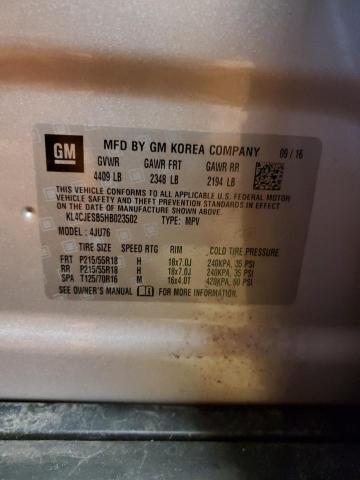 GM
MFD BY GM KOREA COMPANY
09 / 16
GVWR GAWR FRT GAWR RR
4409 LB 2348 LB 2194 LB
THIS VEHICLE CONFORMS TO ALL APPLICABLE U.S. FEDERAL MOTOR
VEHICLE SAFETY AND THEFT PREVENTION STANDARDS IN EFFECT ON
THE DATE OF MANUFACTURE SHOWN ABOVE.
KL4CJESB5HB023502 TYPE: MPV
MODEL: 4JU76
TIRE SIZE SPEED RTG RIM COLD TIRE PRESSURE
FRT P215/55R18 H 18x7.0J 240KPA, 35 PSI
RR P215/55R18 H 18x7.0J 240KPA, 35 PSI
SPA T125/70R16 M 16x4.0T 420KPA, 60 PSI
SEE OWNER'S MANUAL FOR MORE INFORMATION.